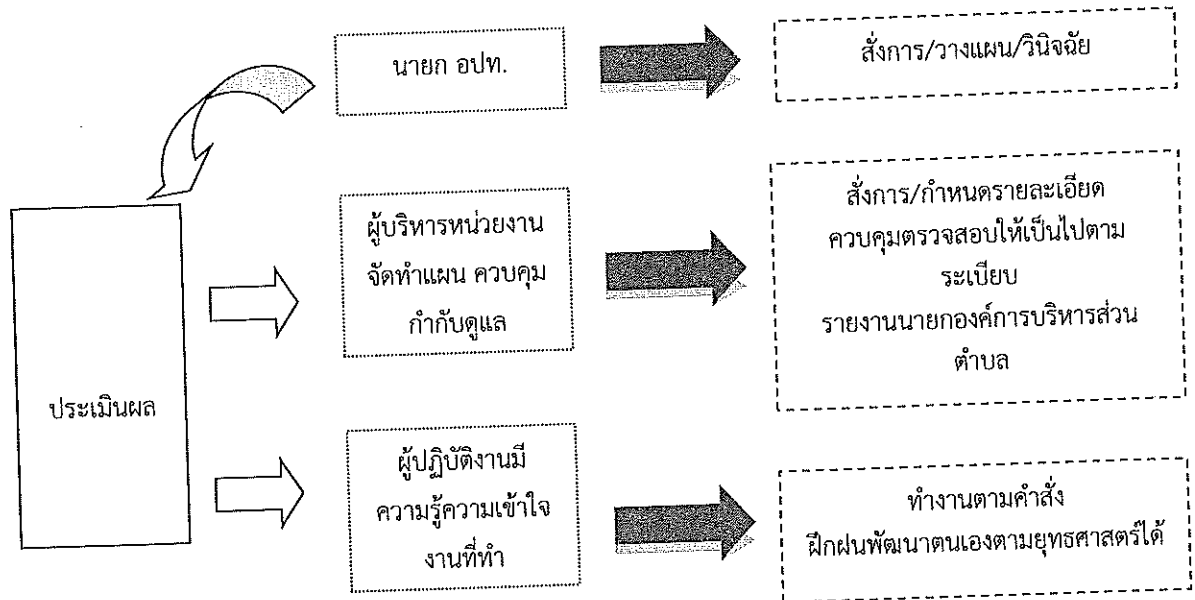 นายก อปท.
สั่งการ/วางแผน/วินิจฉัย
ประเมินผล
ผู้บริหารหน่วยงาน
จัดทำแผน ควบคุม
กำกับดูแล
สั่งการ/กำหนดรายละเอียด
ควบคุมตรวจสอบให้เป็นไปตาม
ระเบียบ
รายงานนายกองค์การบริหารส่วน
ตำบล
ผู้ปฏิบัติงานมี
ความรู้ความเข้าใจ
งานที่ทำ
ทำงานตามคำสั่ง
ฝึกฝนพัฒนาตนเองตามยุทธศาสตร์ได้